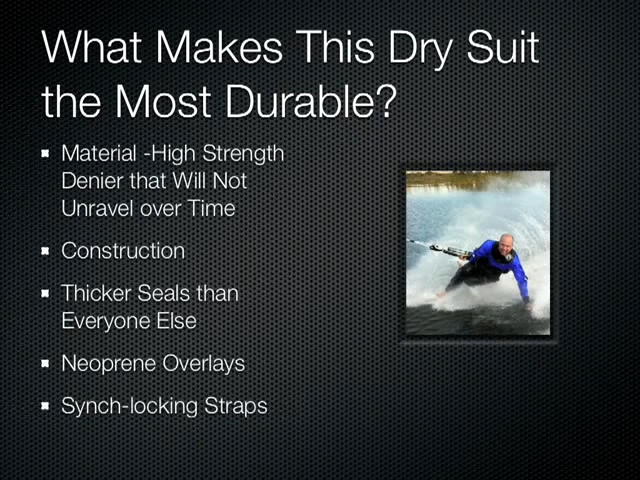 What Makes This Dry Suit
the Most Durable?
Material -High Strength
Denier that Will Not
Unravel over Time
Construction
Thicker Seals than
Everyone Else
Neoprene Overlays
Synch-locking Straps